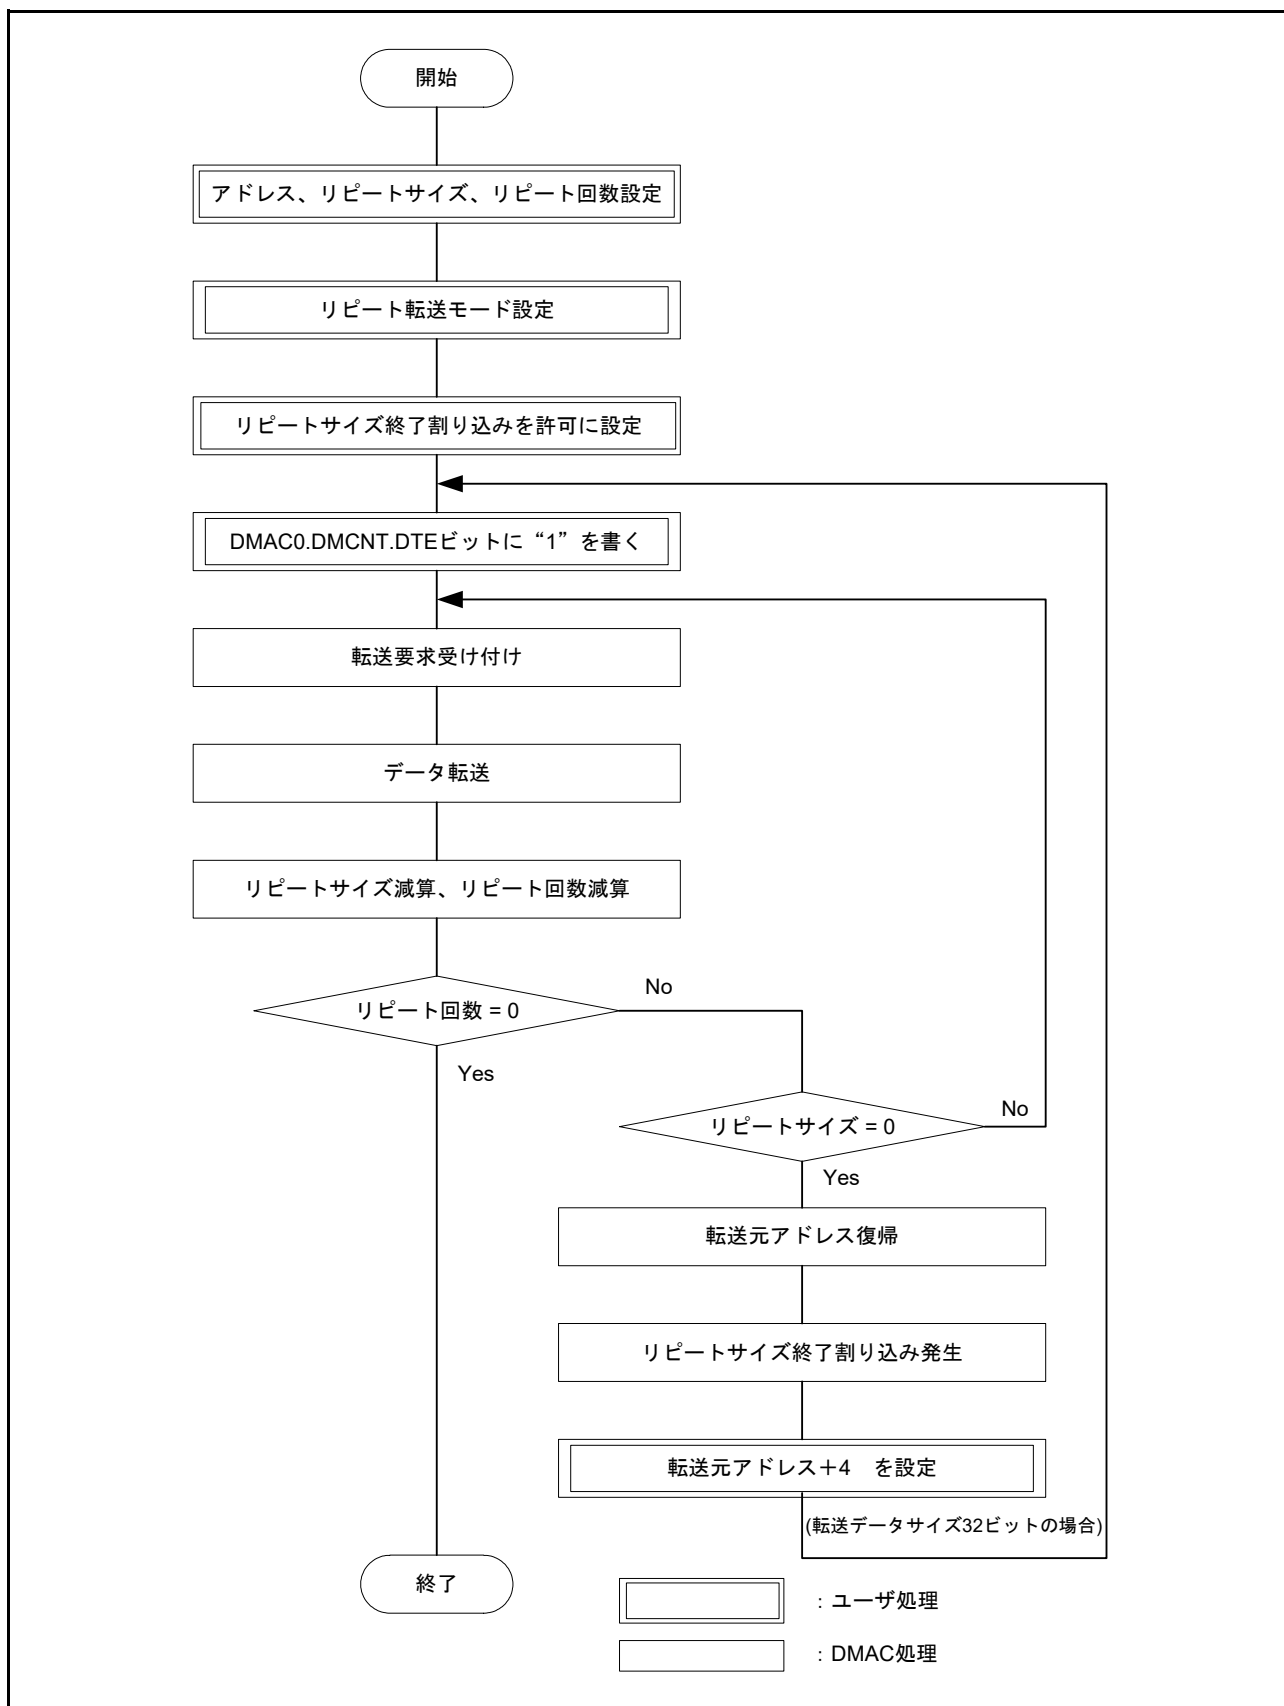 開始
アドレス、リピートサイズ、リピート回数設定
リピート転送モード設定
リピートサイズ終了割り込みを許可に設定
DMAC0.DMCNT.DTEビットに“1”を書く
転送要求受け付け
データ転送
リピートサイズ減算、リピート回数減算
リピート回数 = 0
No
Yes
リピートサイズ = 0
No
Yes
転送元アドレス復帰
リピートサイズ終了割り込み発生
転送元アドレス+4　を設定
(転送データサイズ32ビットの場合)
終了
: ユーザ処理
: DMAC処理